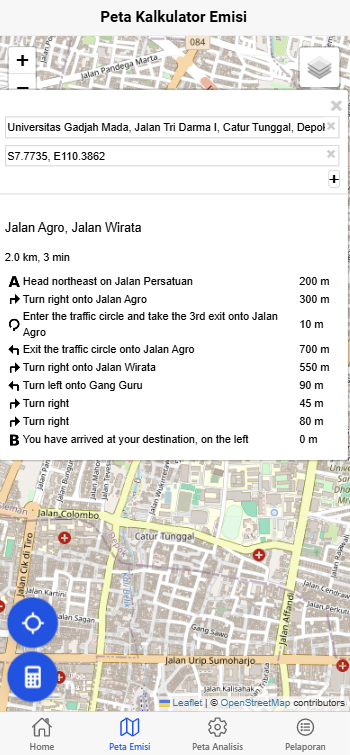 Peta Kalkulator Emisi
084
Jalan Pandega Marta
+
−
×
Universitas Gadjah Mada, Jalan Tri Darma I, Catur Tunggal, Depok
×
S7.7735, E110.3862
×
+
Jalan Agro, Jalan Wirata
2.0 km, 3 min
A Head northeast on Jalan Persatuan 200 m
Turn right onto Jalan Agro 300 m
Enter the traffic circle and take the 3rd exit onto Jalan
Agro 10 m
Exit the traffic circle onto Jalan Agro 700 m
Turn right onto Jalan Wirata 550 m
Turn left onto Gang Guru 90 m
Turn right 45 m
Turn right 80 m
B You have arrived at your destination, on the left 0 m
Jalan Colombo
Catur Tunggal
Jalan Cik di Tiro
Jalan Kartini
Jalan Sagan
Gang Sawo
Jalan Affandi
Jalan Urip Sumoharjo
Jalan Kalisahak
Leaflet | © OpenStreetMap contributors
Home
Peta Emisi
Peta Analisis
Pelaporan